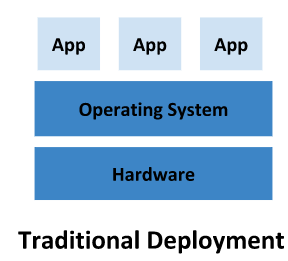 App App App
Operating System
Hardware
Traditional Deployment